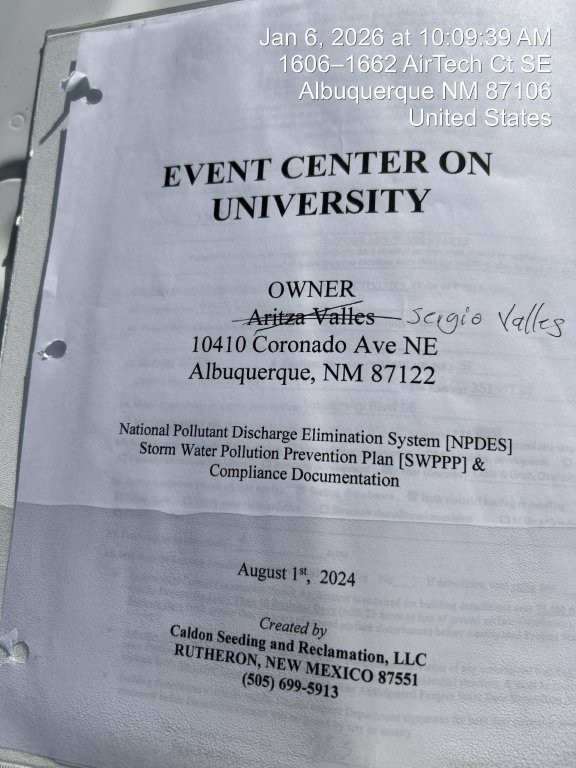 Jan 6, 2026 at 10:09:39 AM
1606–1662 AirTech Ct SE
Albuquerque NM 87106
United States
EVENT CENTER ON
UNIVERSITY
OWNER
Aritza Valles Sergio Valles
10410 Coronado Ave NE
Albuquerque, NM 87122
National Pollutant Discharge Elimination System [NPDES]
Storm Water Pollution Prevention Plan [SWPPP] &
Compliance Documentation
August 1st, 2024
Created by
Caldon Seeding and Reclamation, LLC
RUTHERON, NEW MEXICO 87551
(505) 699-5913